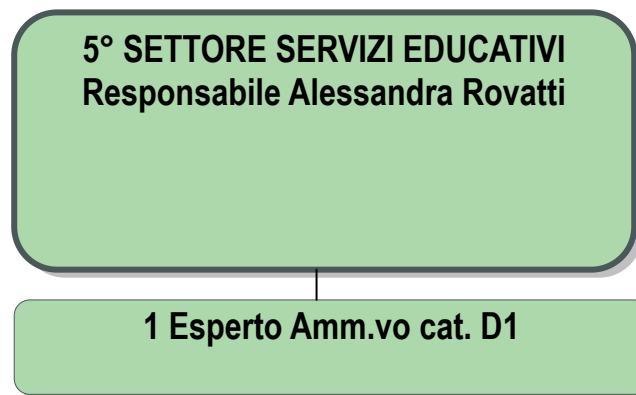 5° SETTORE SERVIZI EDUCATIVI
Responsabile Alessandra Rovatti
1 Esperto Amm.vo cat. D1